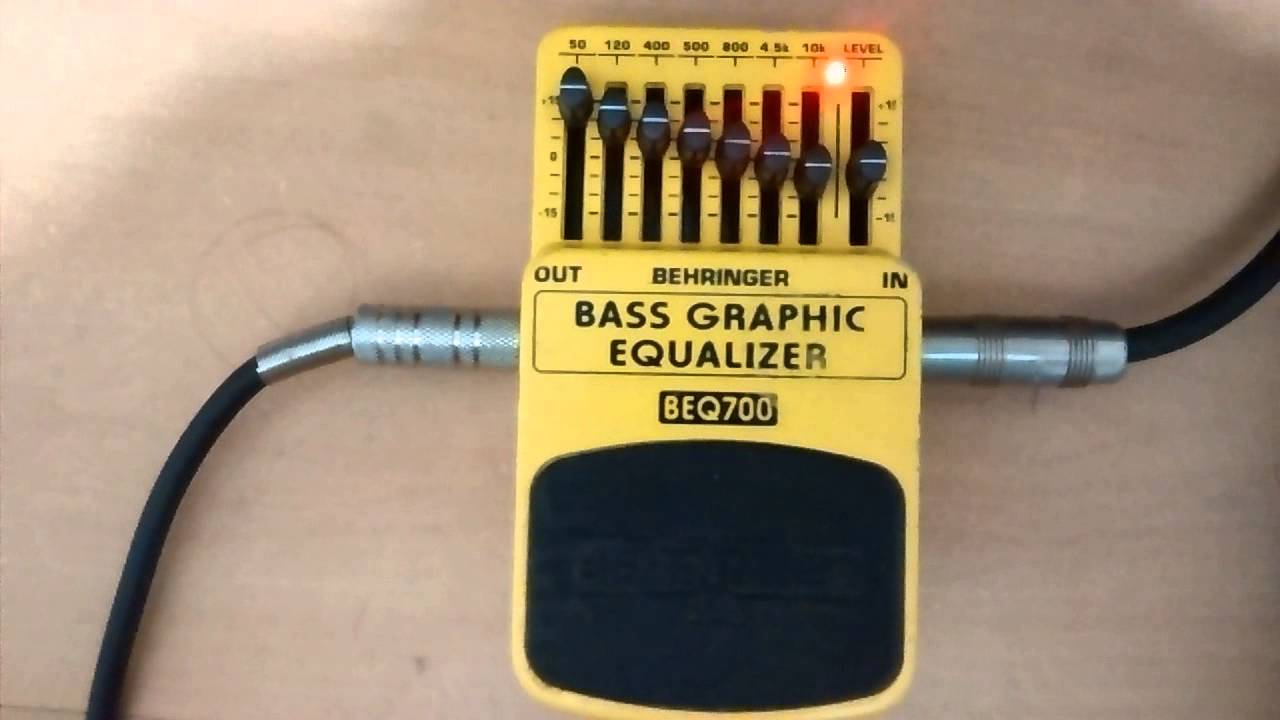 50 120 400 500 800 4.5k 10k LEVEL
0
-15
OUT BEHRINGER IN
BASS GRAPHIC
EQUALIZER
BEQ700